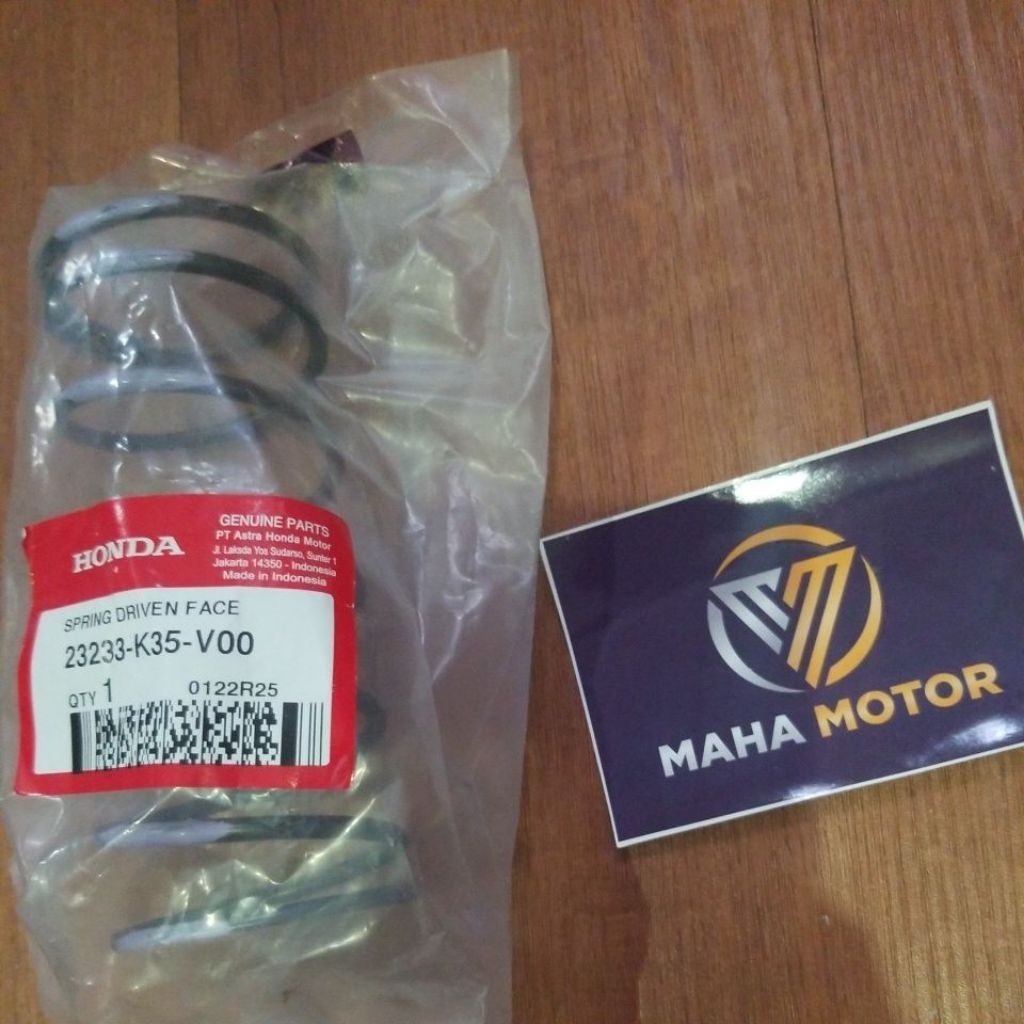 HONDA
GENUINE PARTS
PT Astra Honda Motor
Jl. Laksda Yos Sudarso, Sunter 1
Jakarta 14350 - Indonesia
Made in Indonesia
SPRING DRIVEN FACE
23233-K35-V00
QTY 1 0122R25
MAHA MOTOR